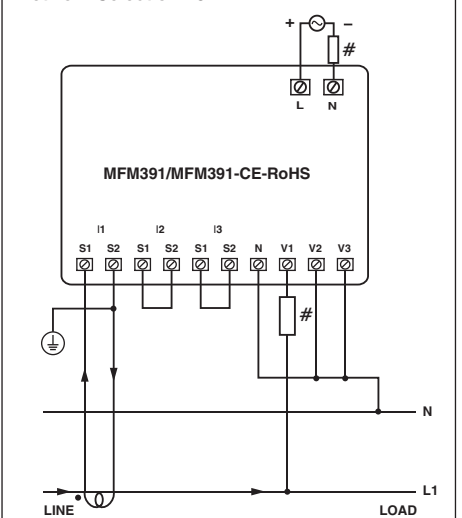 + −
#
L N
MFM391/MFM391-CE-RoHS
I1 I2 I3
S1 S2 S1 S2 S1 S2 N V1 V2 V3
#
N
L1
LINE LOAD